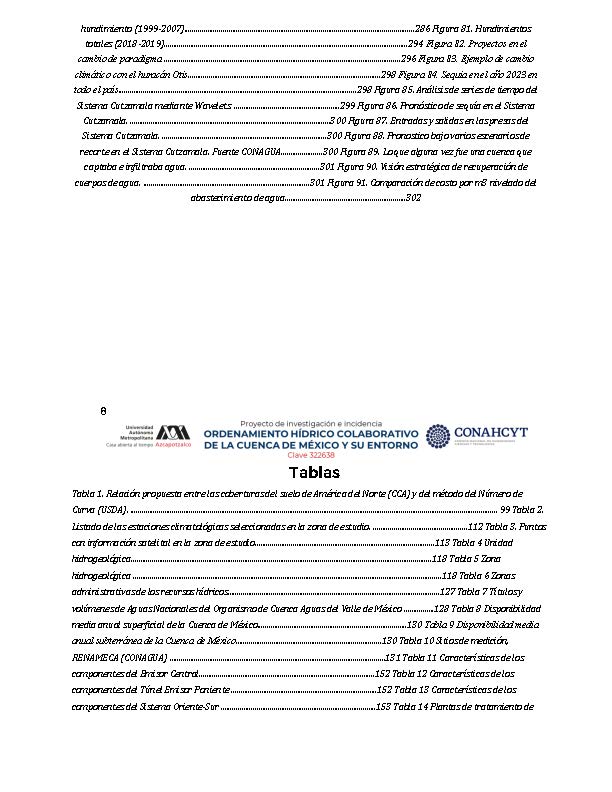 hundimiento (1999-2007)..........286 Figura 81. Hundimientos
totales (2018-2019)..........294 Figura 82. Proyectos en el
cambio de paradigma..........296 Figura 83. Ejemplo de cambio
climático con el huracán Otis..........298 Figura 84. Sequía en el año 2023 en
todo el país..........298 Figura 85. Análisis de series de tiempo del
Sistema Cutzamala mediante Wavelets ..........299 Figura 86. Pronóstico de sequía en el Sistema
Cutzamala. ..........300 Figura 87. Entradas y salidas en las presas del
Sistema Cutzamala. ..........300 Figura 88. Pronostico bajo varios escenarios de
recorte en el Sistema Cutzamala. Fuente CONAGUA..........300 Figura 89. Lo que alguna vez fue una cuenca que
captaba e infiltraba agua. ..........301 Figura 90. Visión estratégica de recuperación de
cuerpos de agua. ..........301 Figura 91. Comparación de costo por m3 nivelado del
abastecimiento de agua..........302
8
Universidad
Autónoma
Metropolitana
Casa abierta al tiempo Azcapotzalco
Proyecto de investigación e incidencia
ORDENAMIENTO HÍDRICO COLABORATIVO
DE LA CUENCA DE MÉXICO Y SU ENTORNO
Clave 322638
CONAHCYT
Tablas
Tabla 1. Relación propuesta entre las coberturas del suelo de América del Norte (CCA) y del método del Número de
Curva (USDA). .......... 99 Tabla 2.
Listado de las estaciones climatológicas seleccionadas en la zona de estudio. ..........112 Tabla 3. Puntos
con información satelital en la zona de estudio..........113 Tabla 4 Unidad
hidrogeológica..........118 Tabla 5 Zona
hidrogeológica ..........118 Tabla 6 Zonas
administrativas de los recursos hídricos..........127 Tabla 7 Títulos y
volúmenes de Aguas Nacionales del Organismo de Cuenca Aguas del Valle de México ..........128 Tabla 8 Disponibilidad
media anual superficial de la Cuenca de México..........130 Tabla 9 Disponibilidad media
anual subterránea de la Cuenca de México..........130 Tabla 10 Sitios de medición,
RENAMECA (CONAGUA) ..........131 Tabla 11 Características de los
componentes del Emisor Central..........152 Tabla 12 Características de los
componentes del Túnel Emisor Poniente..........152 Tabla 13 Características de los
componentes del Sistema Oriente-Sur ..........153 Tabla 14 Plantas de tratamiento de